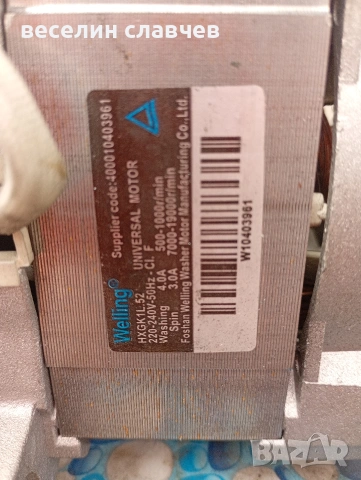 веселин славчев
Supplier code:400010403961
UNIVERSAL MOTOR
Welling
HXGK1L.52
220-240V~50Hz - Cl. F
Washing 4.0A 500-1000r/min
Spin 3.0A 7000-19000r/min
Foshan Welling Washer Motor Manufacturing Co.,Ltd.
W10403961
BAZAR